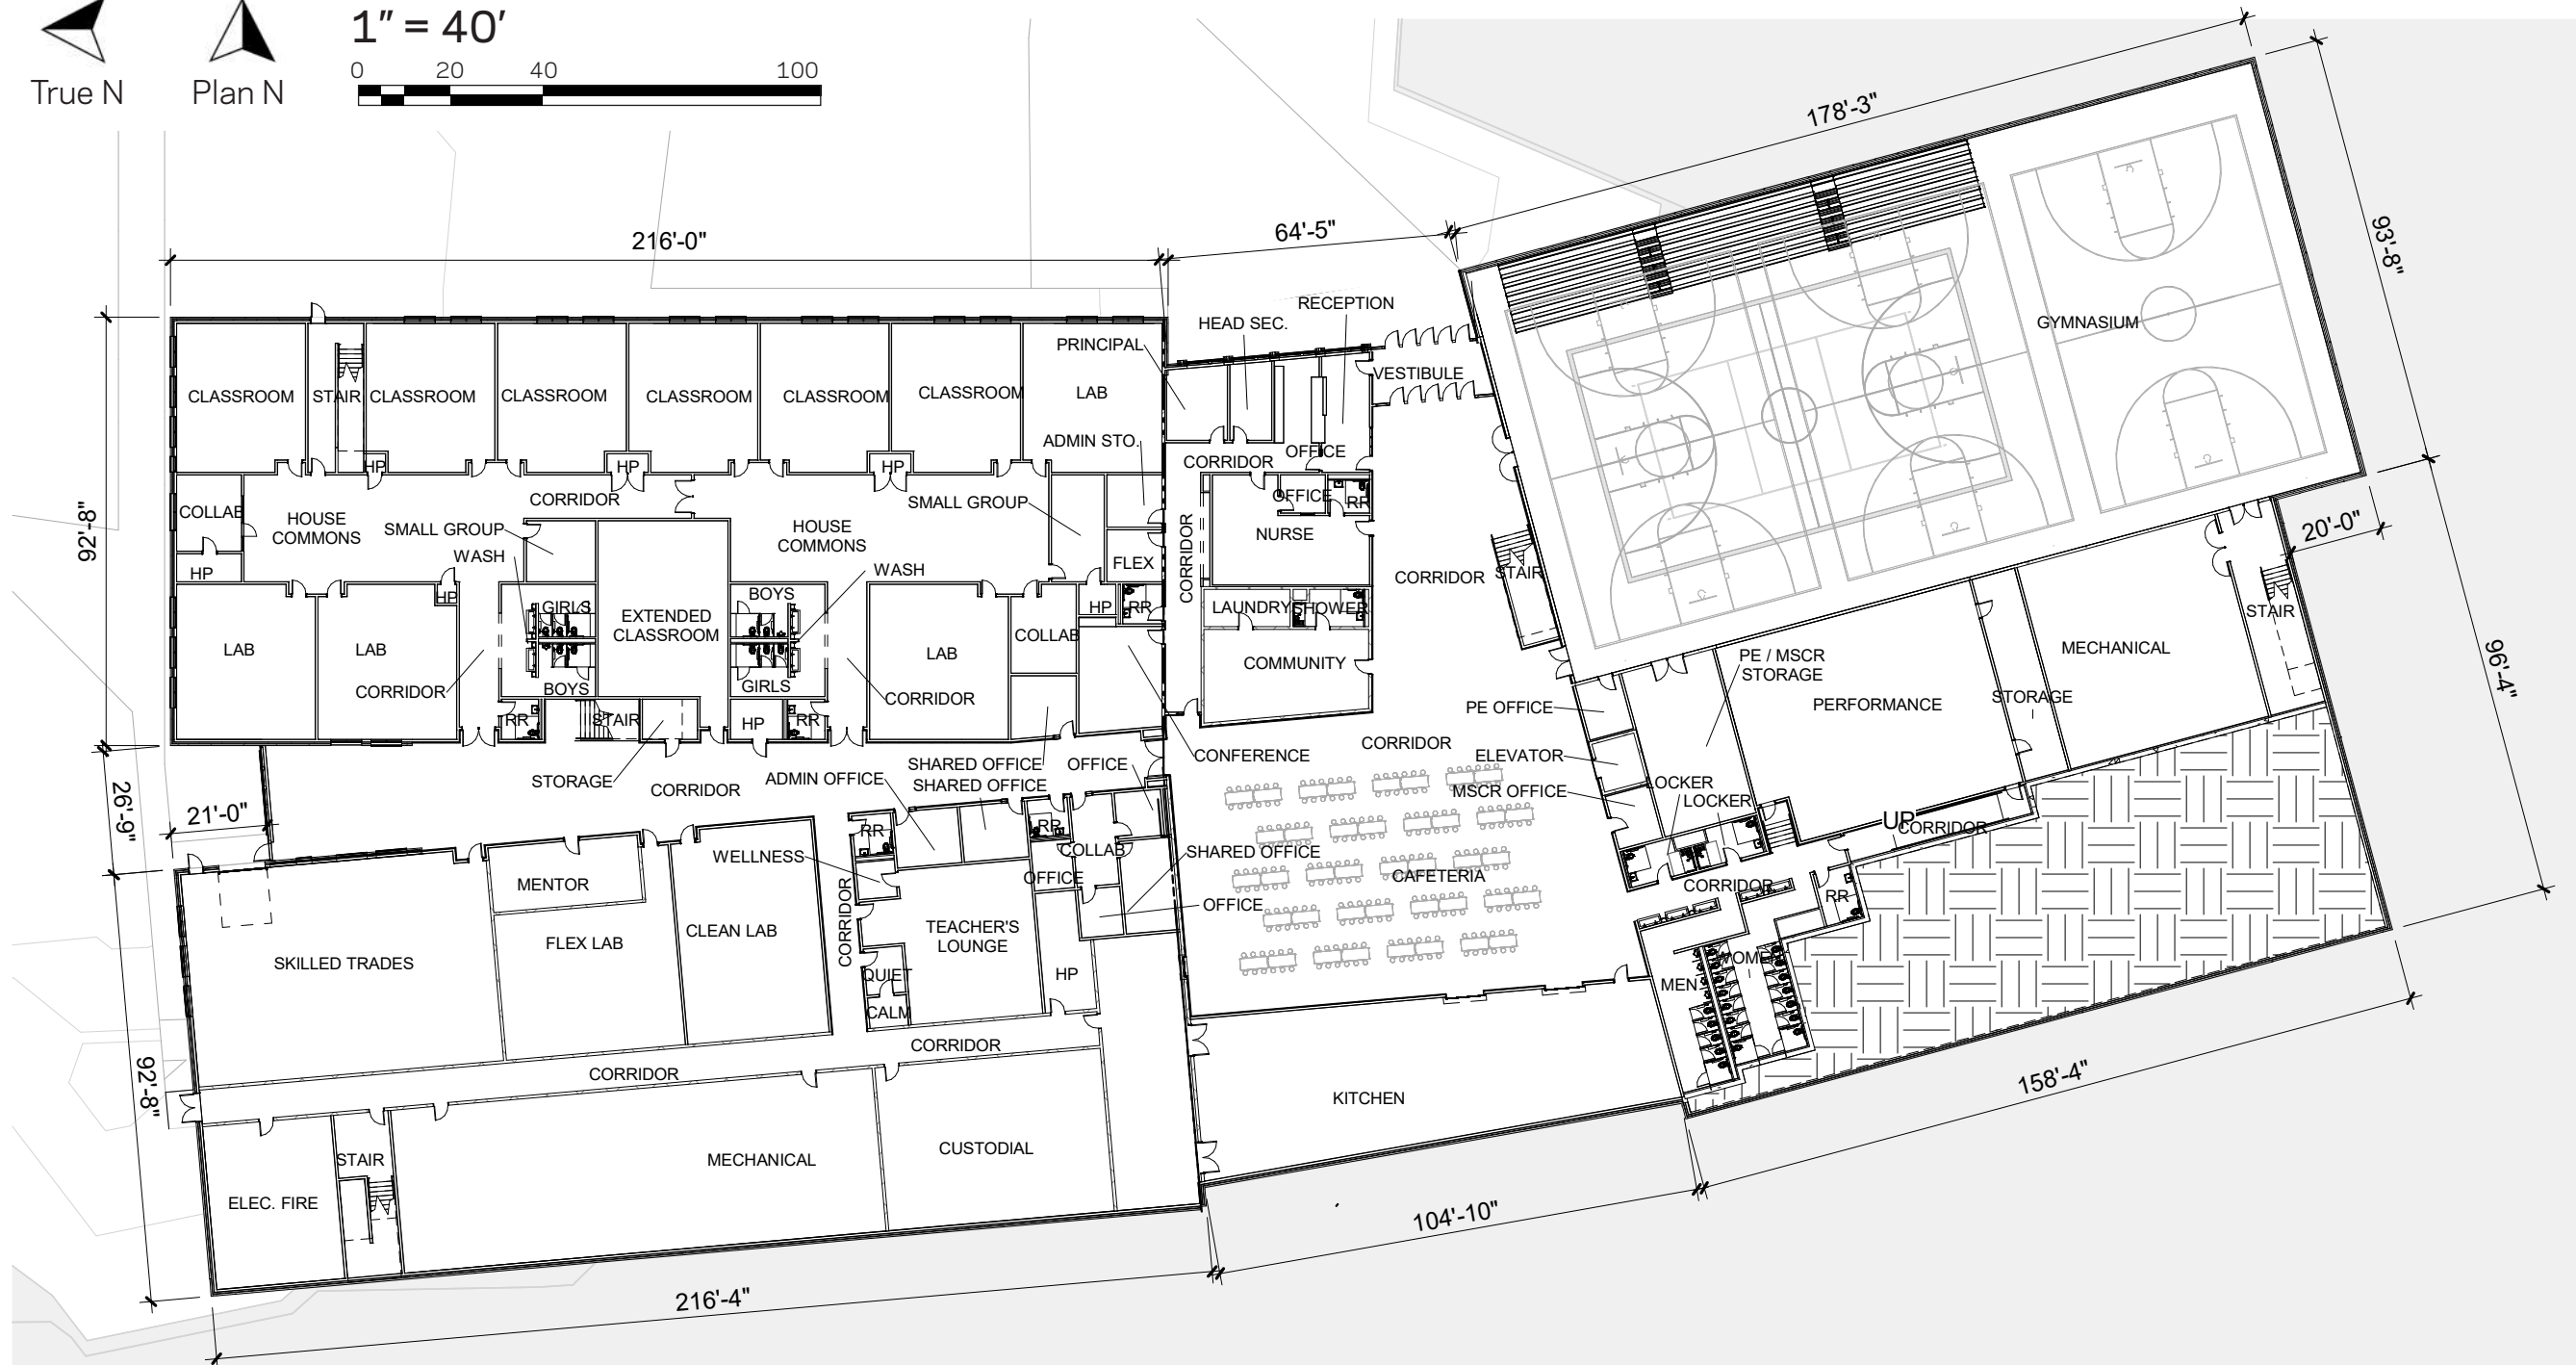 1” = 40’
0 20 40 100
True N
Plan N
178'-3"
216'-0"
64'-5"
93'-8"
RECEPTION
HEAD SEC.
PRINCIPAL
GYMNASIUM
VESTIBULE
CLASSROOM
STAIR
CLASSROOM
CLASSROOM
CLASSROOM
CLASSROOM
CLASSROOM
LAB
ADMIN STO.
OFFICE
CORRIDOR
HP
HP
HP
CORRIDOR
SMALL GROUP
OFFICE
RR
COLLAB
HOUSE
COMMONS
SMALL GROUP
HOUSE
COMMONS
NURSE
92'-8"
20'-0"
WASH
WASH
FLEX
CORRIDOR
CORRIDOR
STAIR
HP
HP
GIRLS
BOYS
HP
RR
LAUNDRY
SHOWER
STAIR
EXTENDED
CLASSROOM
LAB
LAB
LAB
COLLAB
COMMUNITY
PE / MSCR
STORAGE
MECHANICAL
96'-4"
CORRIDOR
BOYS
GIRLS
CORRIDOR
STORAGE
PERFORMANCE
PE OFFICE
RR
STAIR
HP
RR
CORRIDOR
CONFERENCE
ELEVATOR
STORAGE
CORRIDOR
ADMIN OFFICE
SHARED OFFICE
SHARED OFFICE
OFFICE
MSCR OFFICE
LOCKER
LOCKER
26'-9"
21'-0"
UP
CORRIDOR
RR
RR
WELLNESS
COLLAB
SHARED OFFICE
OFFICE
CAFETERIA
CORRIDOR
RR
MENTOR
OFFICE
CORRIDOR
TEACHER'S
LOUNGE
FLEX LAB
CLEAN LAB
SKILLED TRADES
QUIET
HP
WOMEN
MEN
CALM
CORRIDOR
CORRIDOR
92'-8"
158'-4"
KITCHEN
STAIR
MECHANICAL
CUSTODIAL
ELEC. FIRE
104'-10"
216'-4"